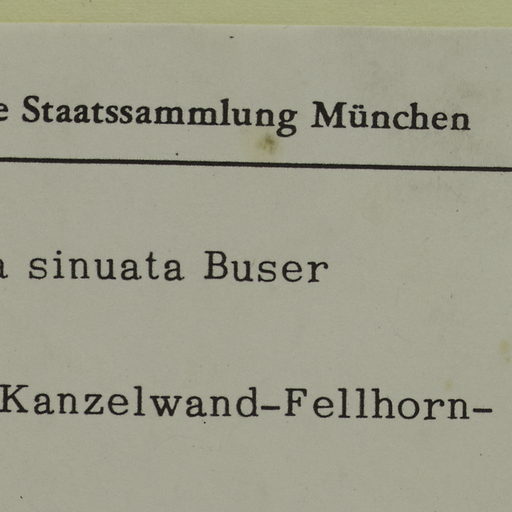 e Staatssammlung München
a sinuata Buser
Kanzelwand-Fellhorn-